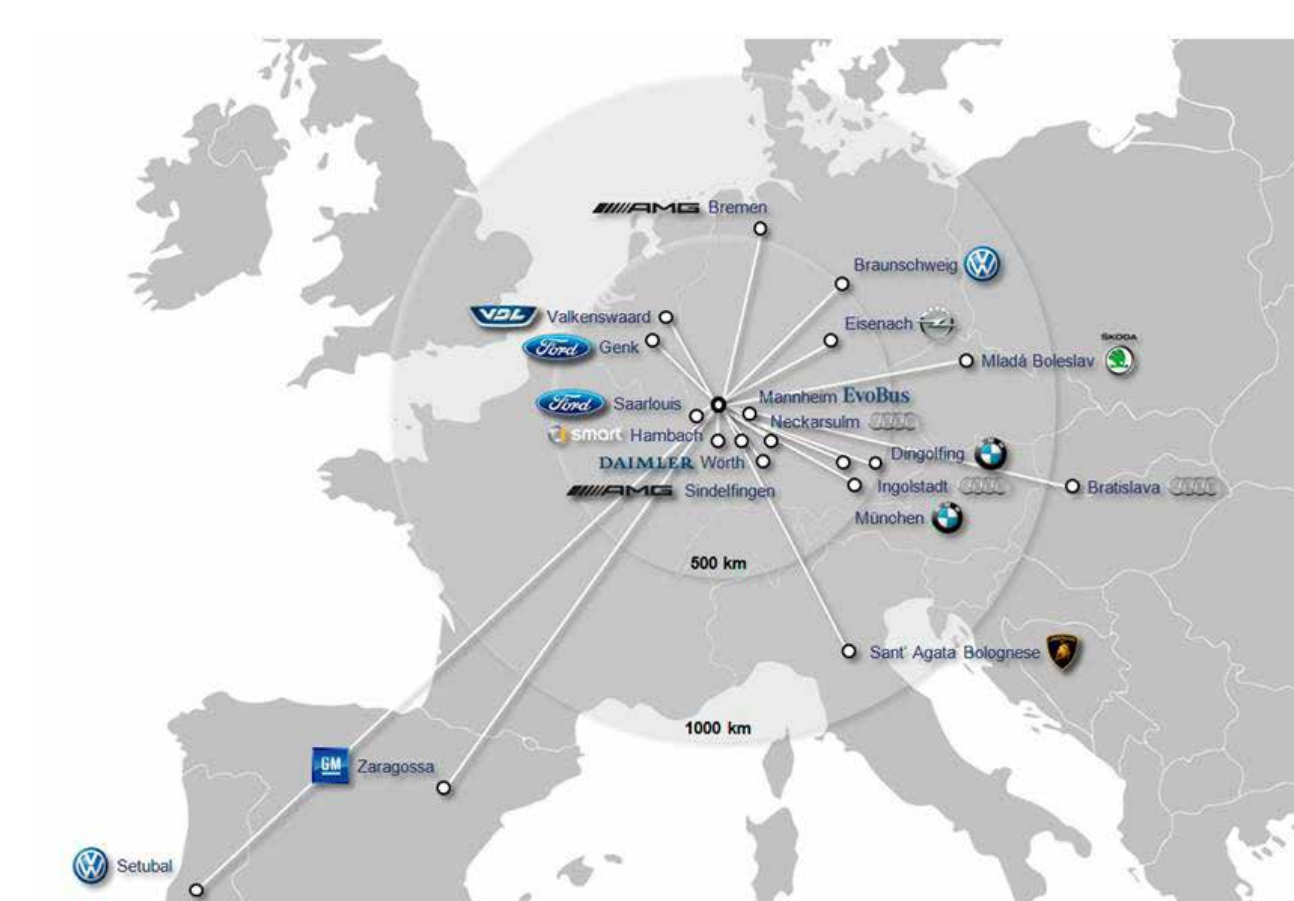 AMG Bremen
Braunschweig
VDL Valkenswaard
Eisenach
Ford Genk
ŠKODA
Mladá Boleslav
Mannheim EvoBus
Ford Saarlouis
Neckarsulm
smart Hambach
Dingolfing
DAIMLER Wörth
Ingolstadt
Bratislava
AMG Sindelfingen
München
500 km
Sant' Agata Bolognese
1000 km
GM Zaragossa
Setubal